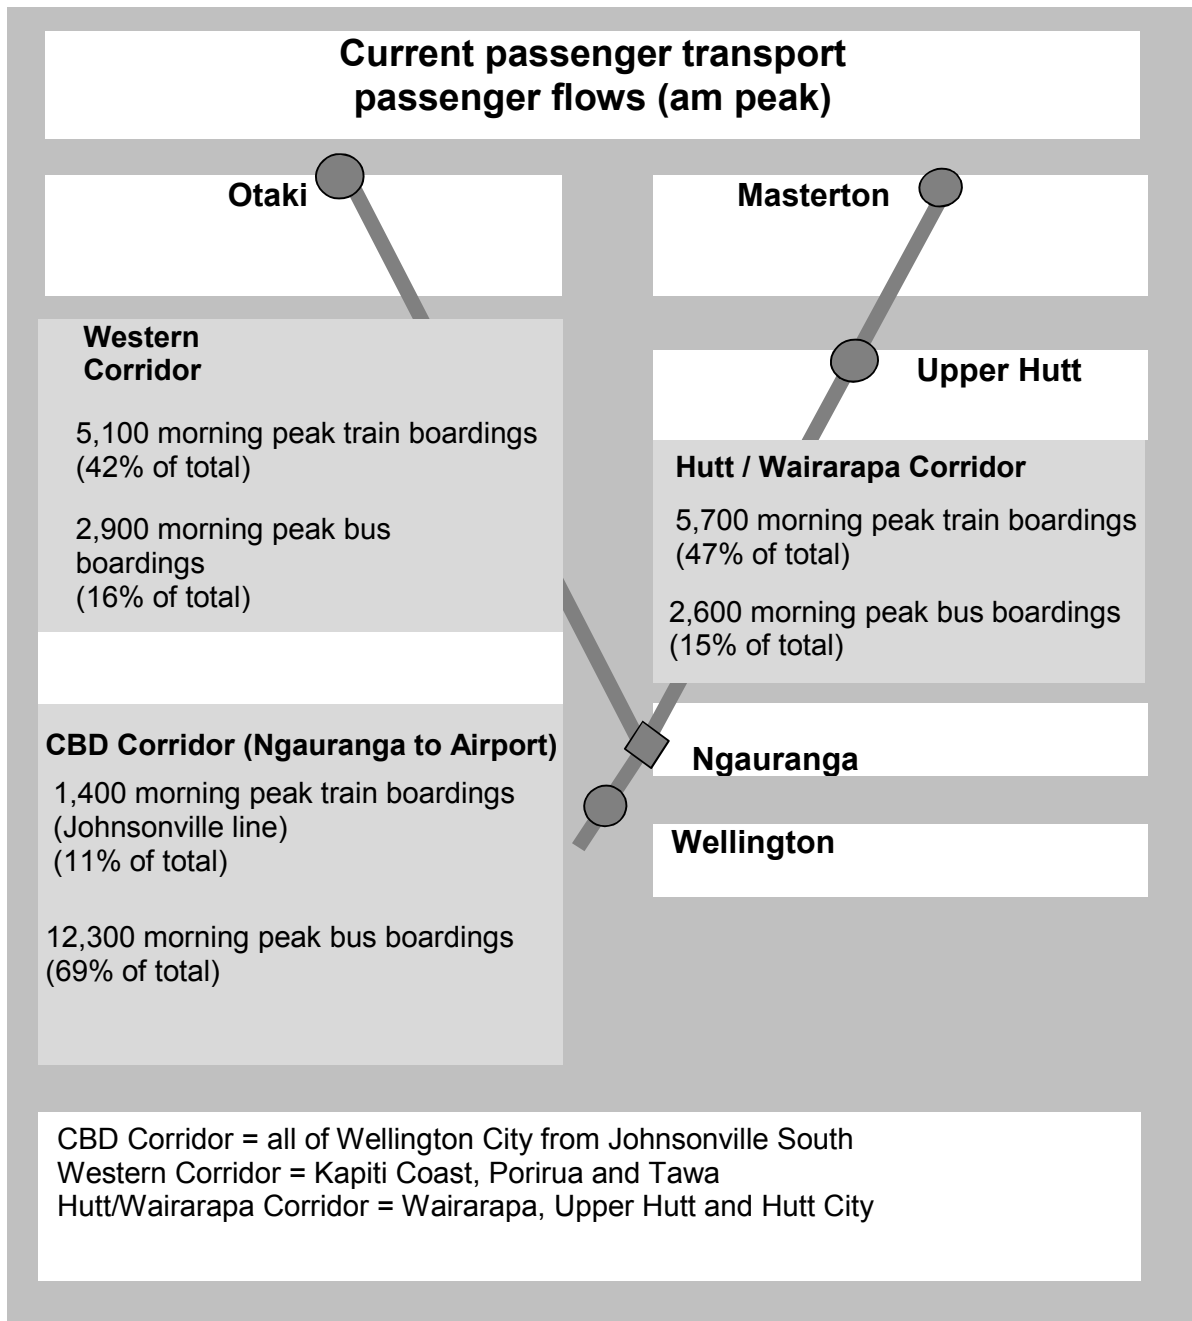 Current passenger transport
passenger flows (am peak)
Otaki
Masterton
Upper Hutt
Western
Corridor
5,100 morning peak train boardings
(42% of total)
2,900 morning peak bus
boardings
(16% of total)
Hutt / Wairarapa Corridor
5,700 morning peak train boardings
(47% of total)
2,600 morning peak bus boardings
(15% of total)
CBD Corridor (Ngauranga to Airport)
1,400 morning peak train boardings
(Johnsonville line)
(11% of total)
12,300 morning peak bus boardings
(69% of total)
Ngauranga
Wellington
CBD Corridor = all of Wellington City from Johnsonville South
Western Corridor = Kapiti Coast, Porirua and Tawa
Hutt/Wairarapa Corridor = Wairarapa, Upper Hutt and Hutt City